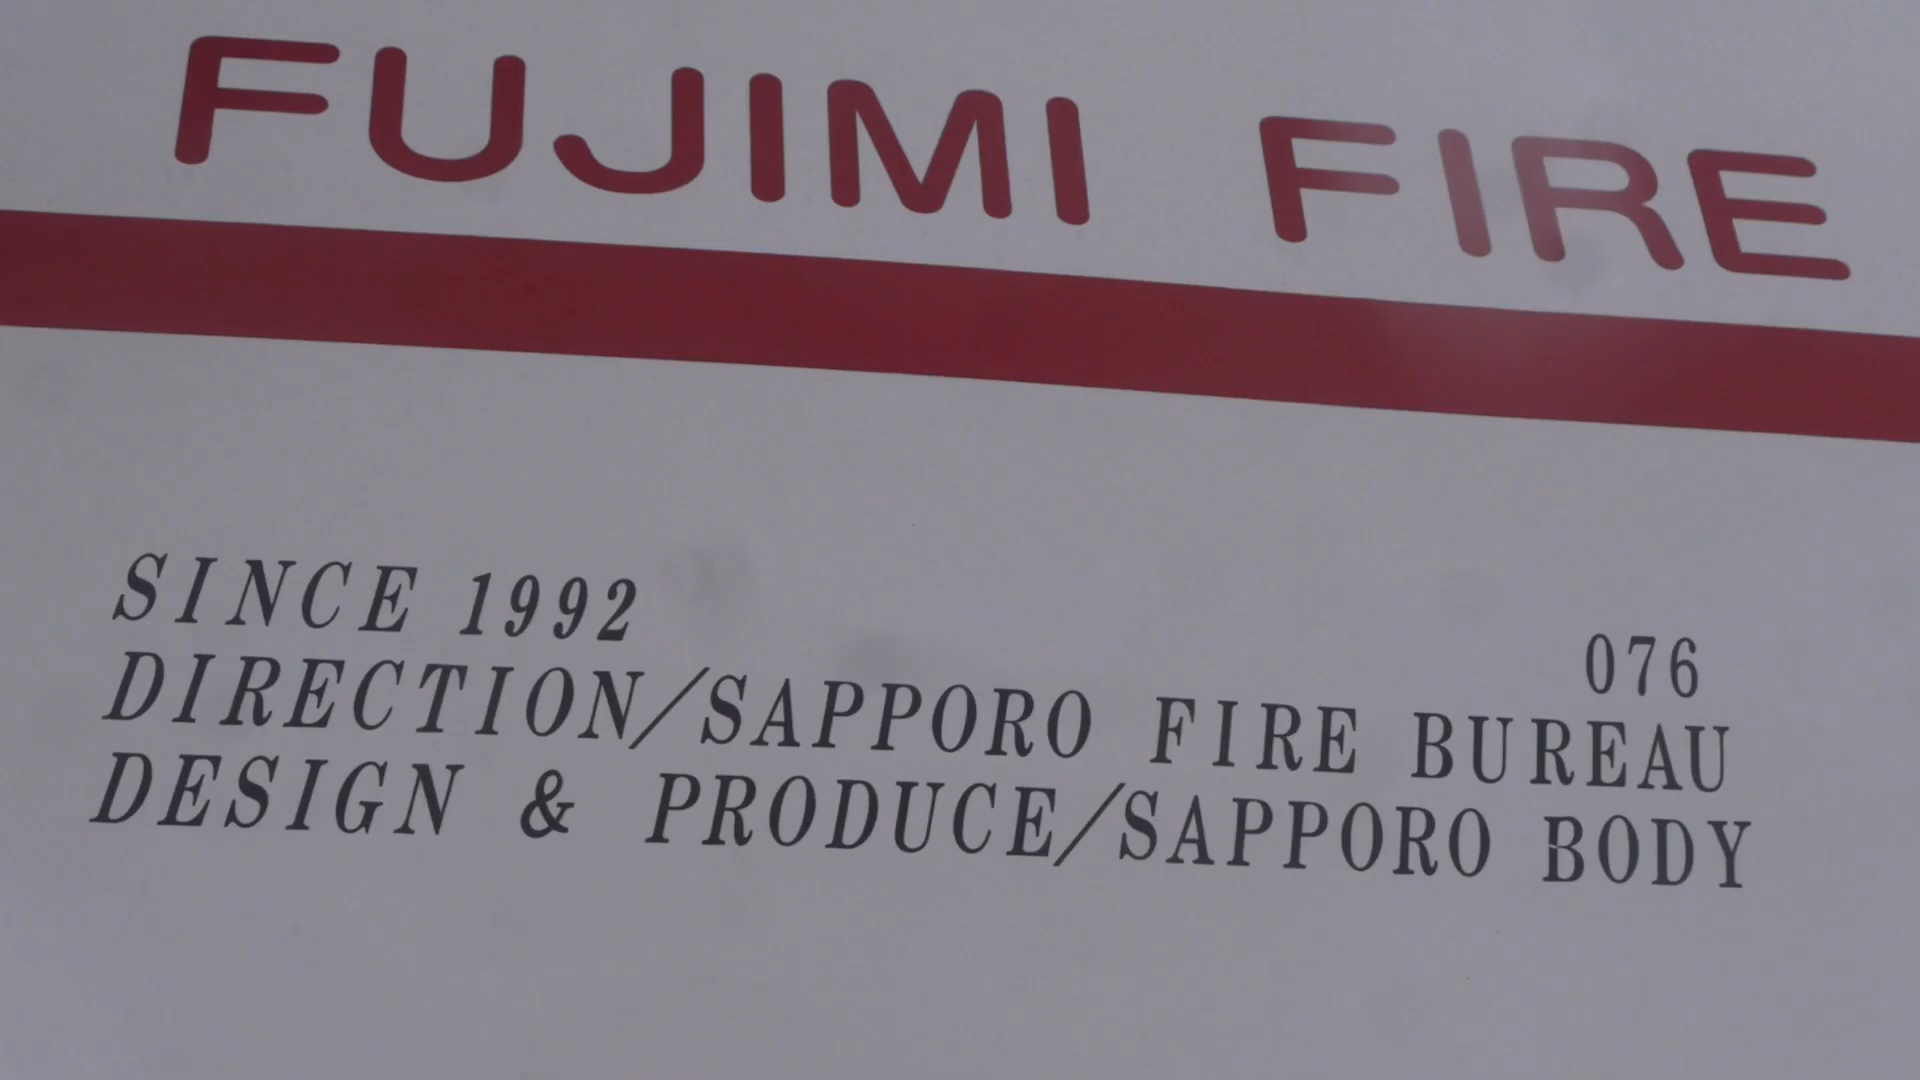 FUJIMI FIRE
SINCE 1992
076
DIRECTION/SAPPORO FIRE BUREAU
DESIGN & PRODUCE/SAPPORO BODY